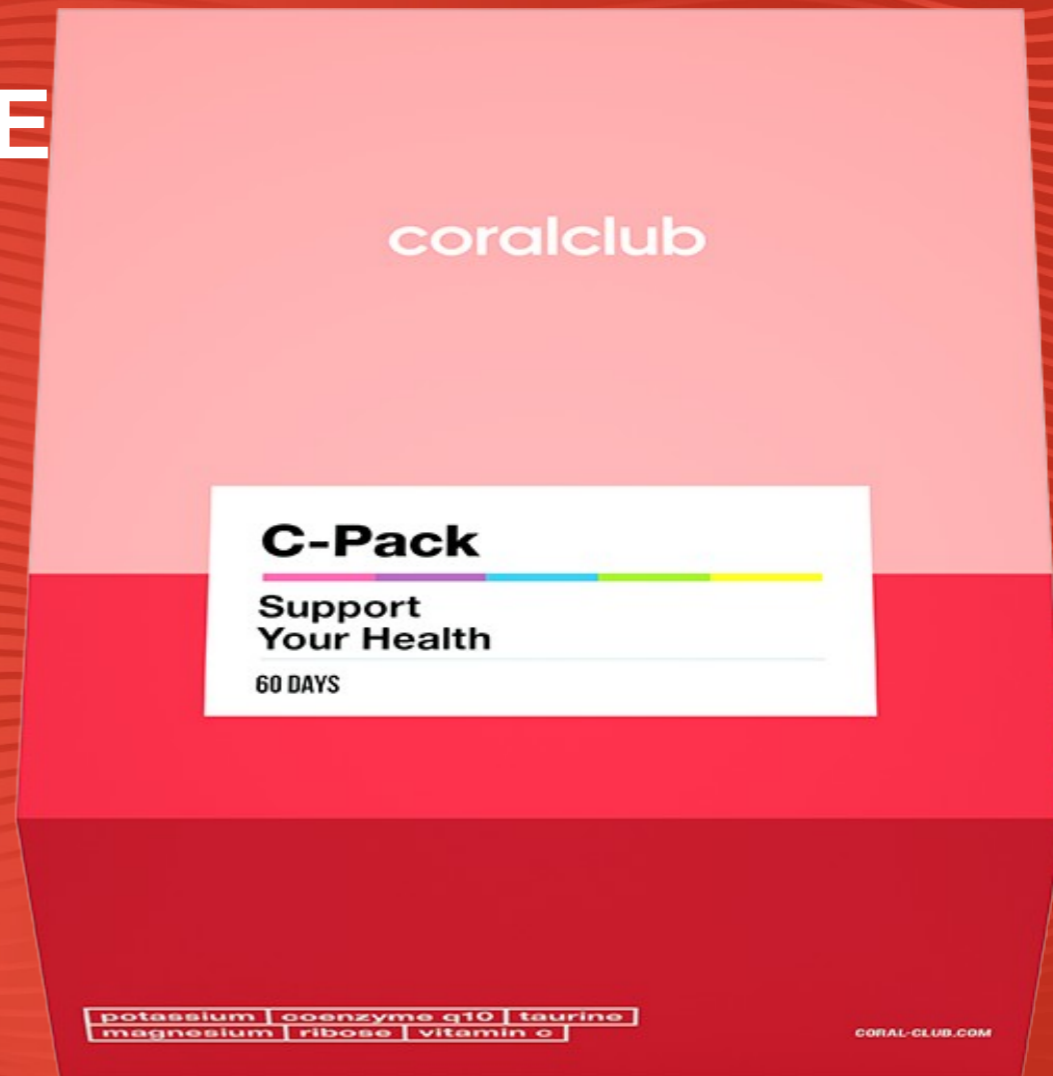 E
coralclub
C-Pack
Support
Your Health
60 DAYS
potassium coenzyme q10 taurine
magnesium ribose vitamin c
CORAL-CLUB.COM